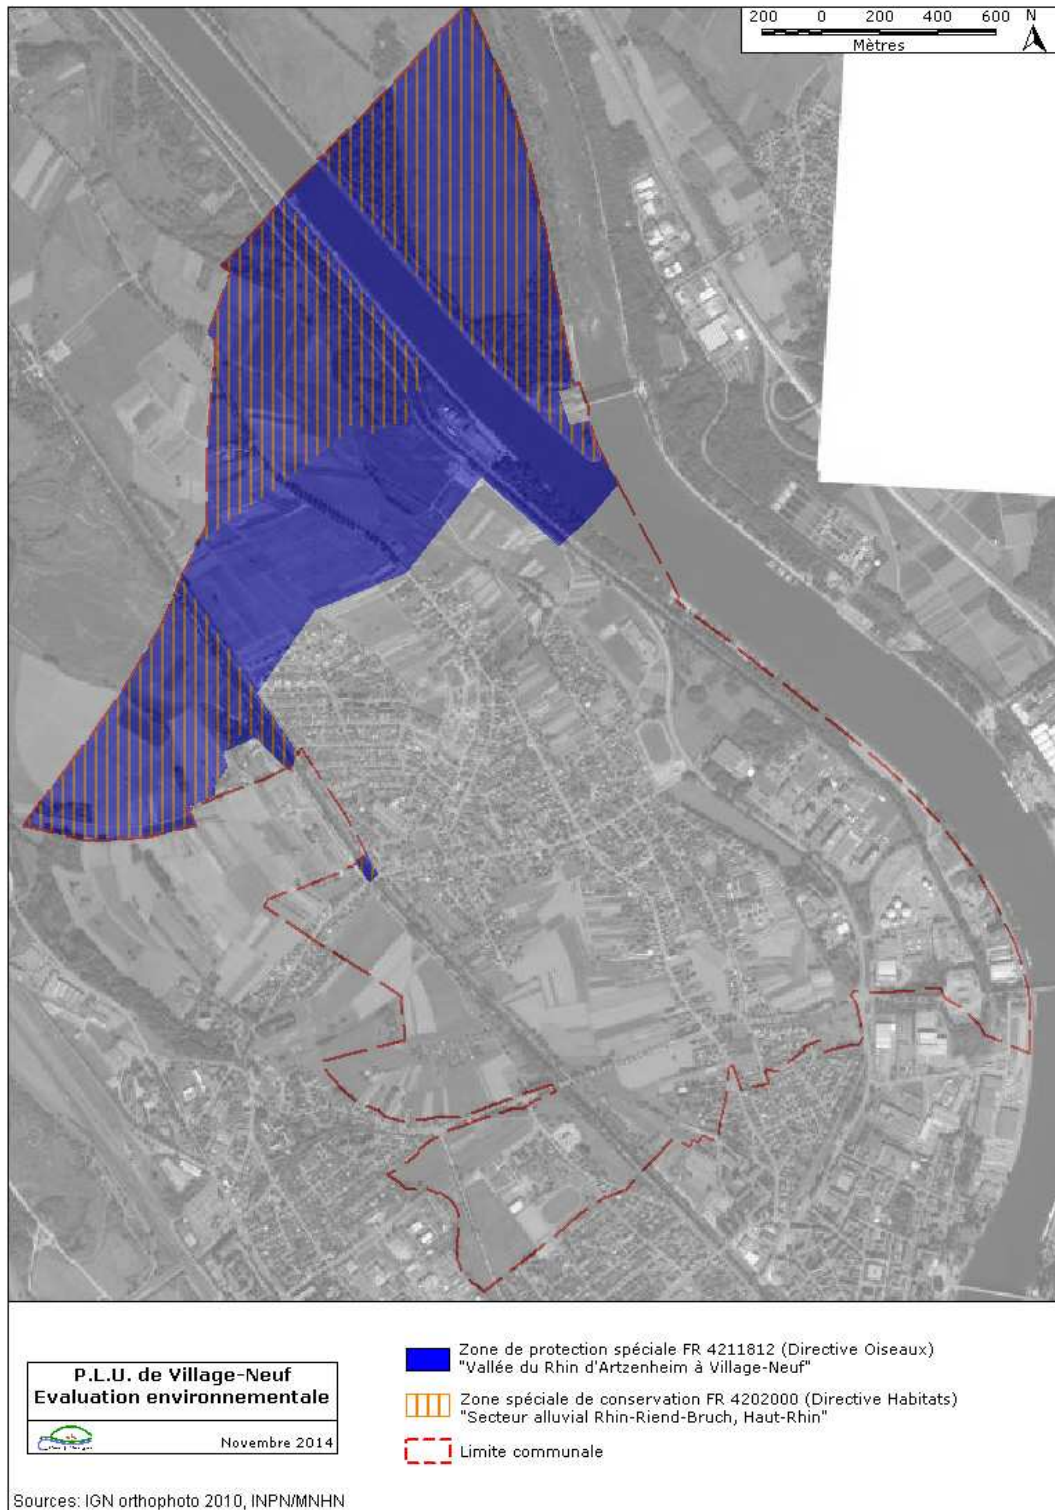 200 0 200 400 600 N
Mètres
P.L.U. de Village-Neuf
Evaluation environnementale
Novembre 2014
Zone de protection spéciale FR 4211812 (Directive Oiseaux)
"Vallée du Rhin d'Artzenheim à Village-Neuf"
Zone spéciale de conservation FR 4202000 (Directive Habitats)
"Secteur alluvial Rhin-Riend-Bruch, Haut-Rhin"
Limite communale
Sources: IGN orthophoto 2010, INPN/MNHN